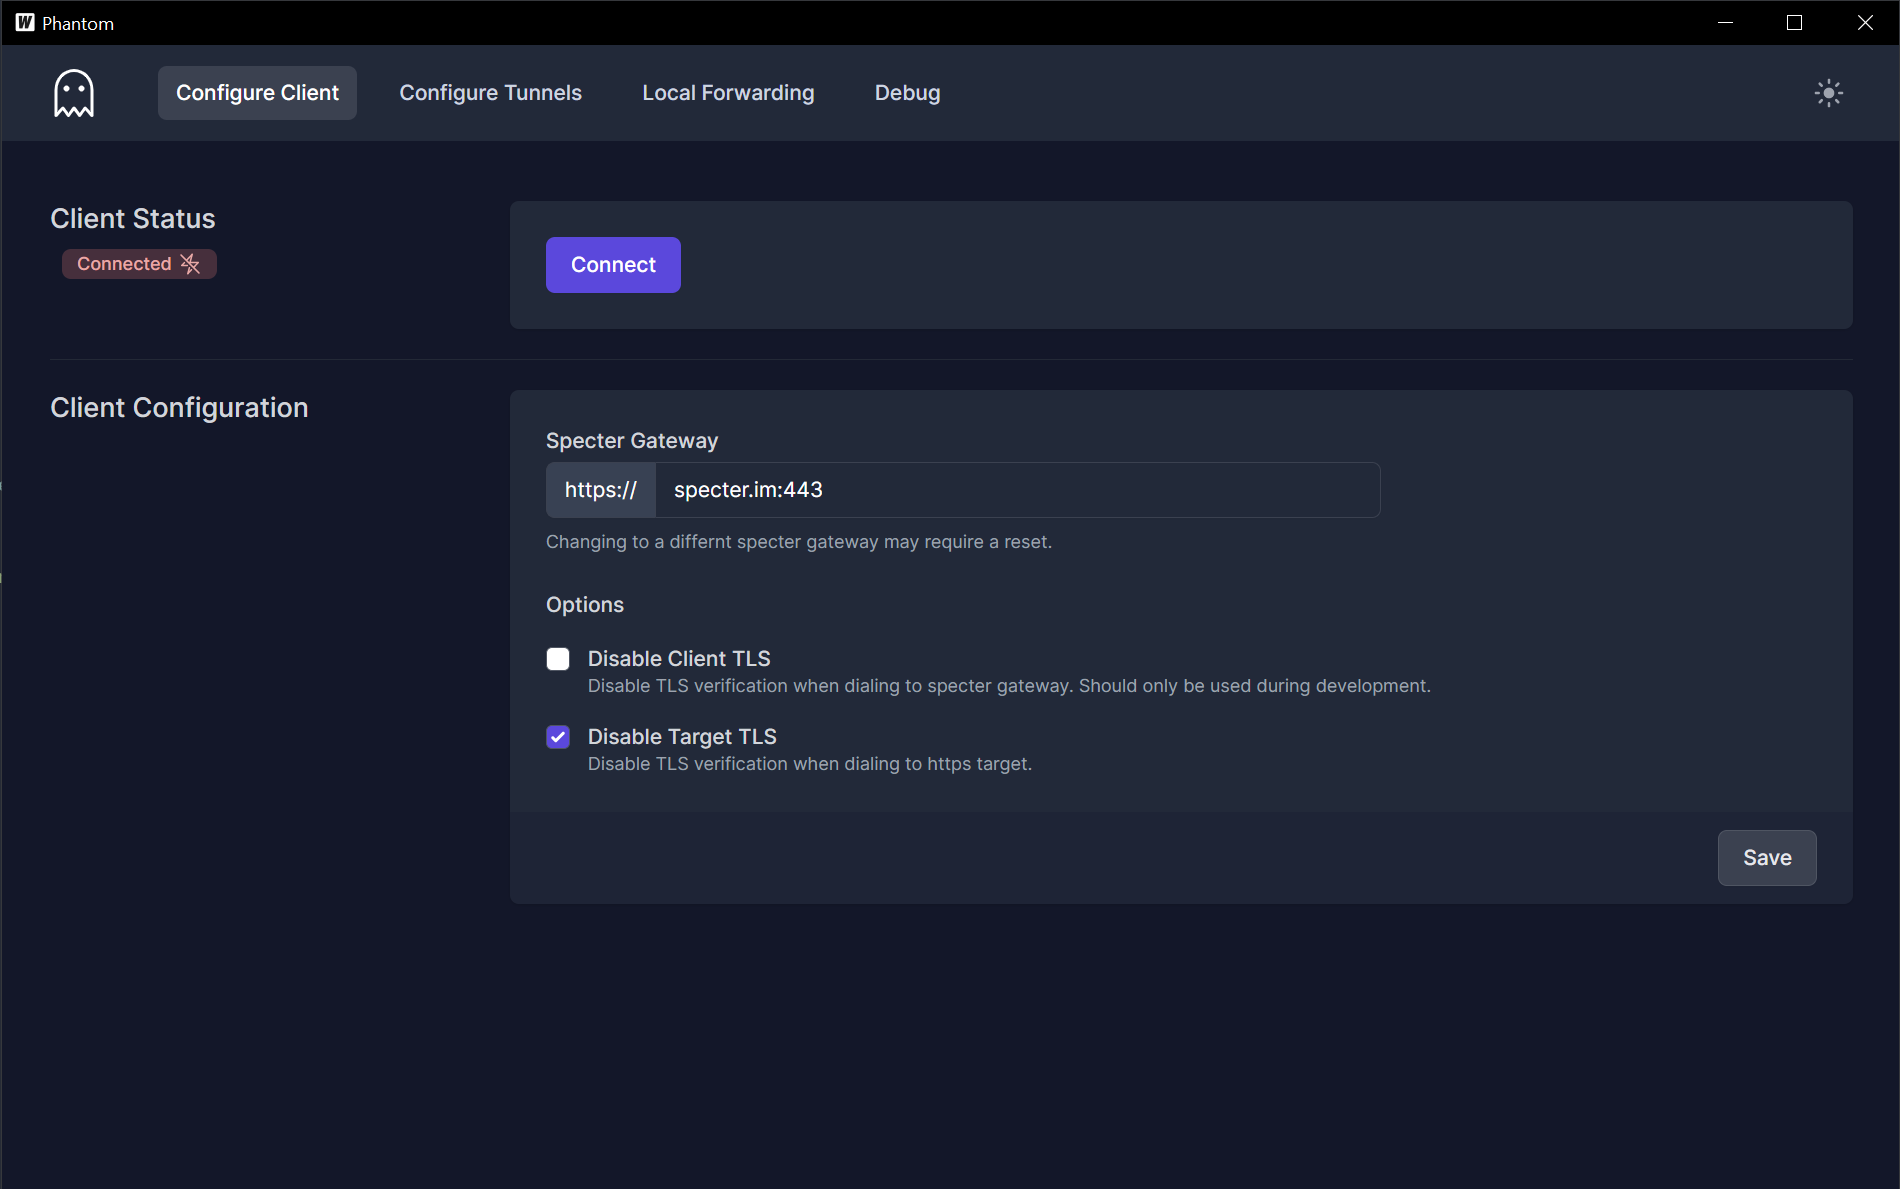 Phantom
Configure Client
Configure Tunnels
Local Forwarding
Debug
Client Status
Connected
Connect
Client Configuration
Specter Gateway
https://
specter.im:443
Changing to a differnt specter gateway may require a reset.
Options
Disable Client TLS
Disable TLS verification when dialing to specter gateway. Should only be used during development.
Disable Target TLS
Disable TLS verification when dialing to https target.
Save